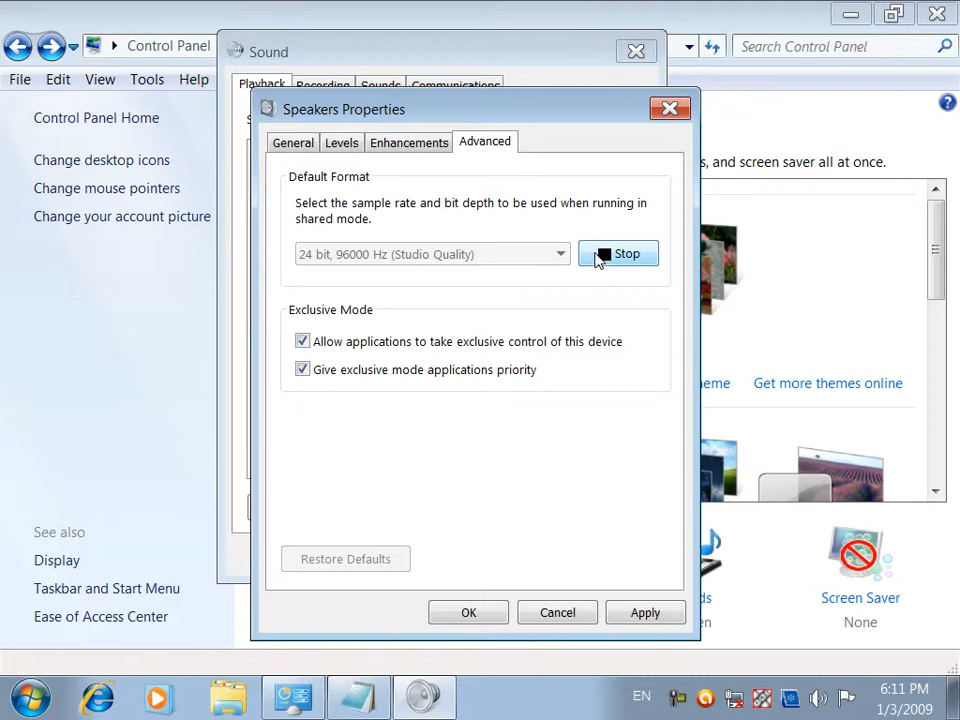 Control Panel
Search Control Panel
File Edit View Tools Help
Control Panel Home
Change desktop icons
Change mouse pointers
Change your account picture
See also
Display
Taskbar and Start Menu
Ease of Access Center
Sound
Playback Recording Sounds Communications
Speakers Properties
General Levels Enhancements Advanced
Default Format
Select the sample rate and bit depth to be used when running in
shared mode.
24 bit, 96000 Hz (Studio Quality)
Stop
Exclusive Mode
Allow applications to take exclusive control of this device
Give exclusive mode applications priority
Restore Defaults
OK Cancel Apply
s, and screen saver all at once.
eme
Get more themes online
ds
en
Screen Saver
None
EN
6:11 PM
1/3/2009